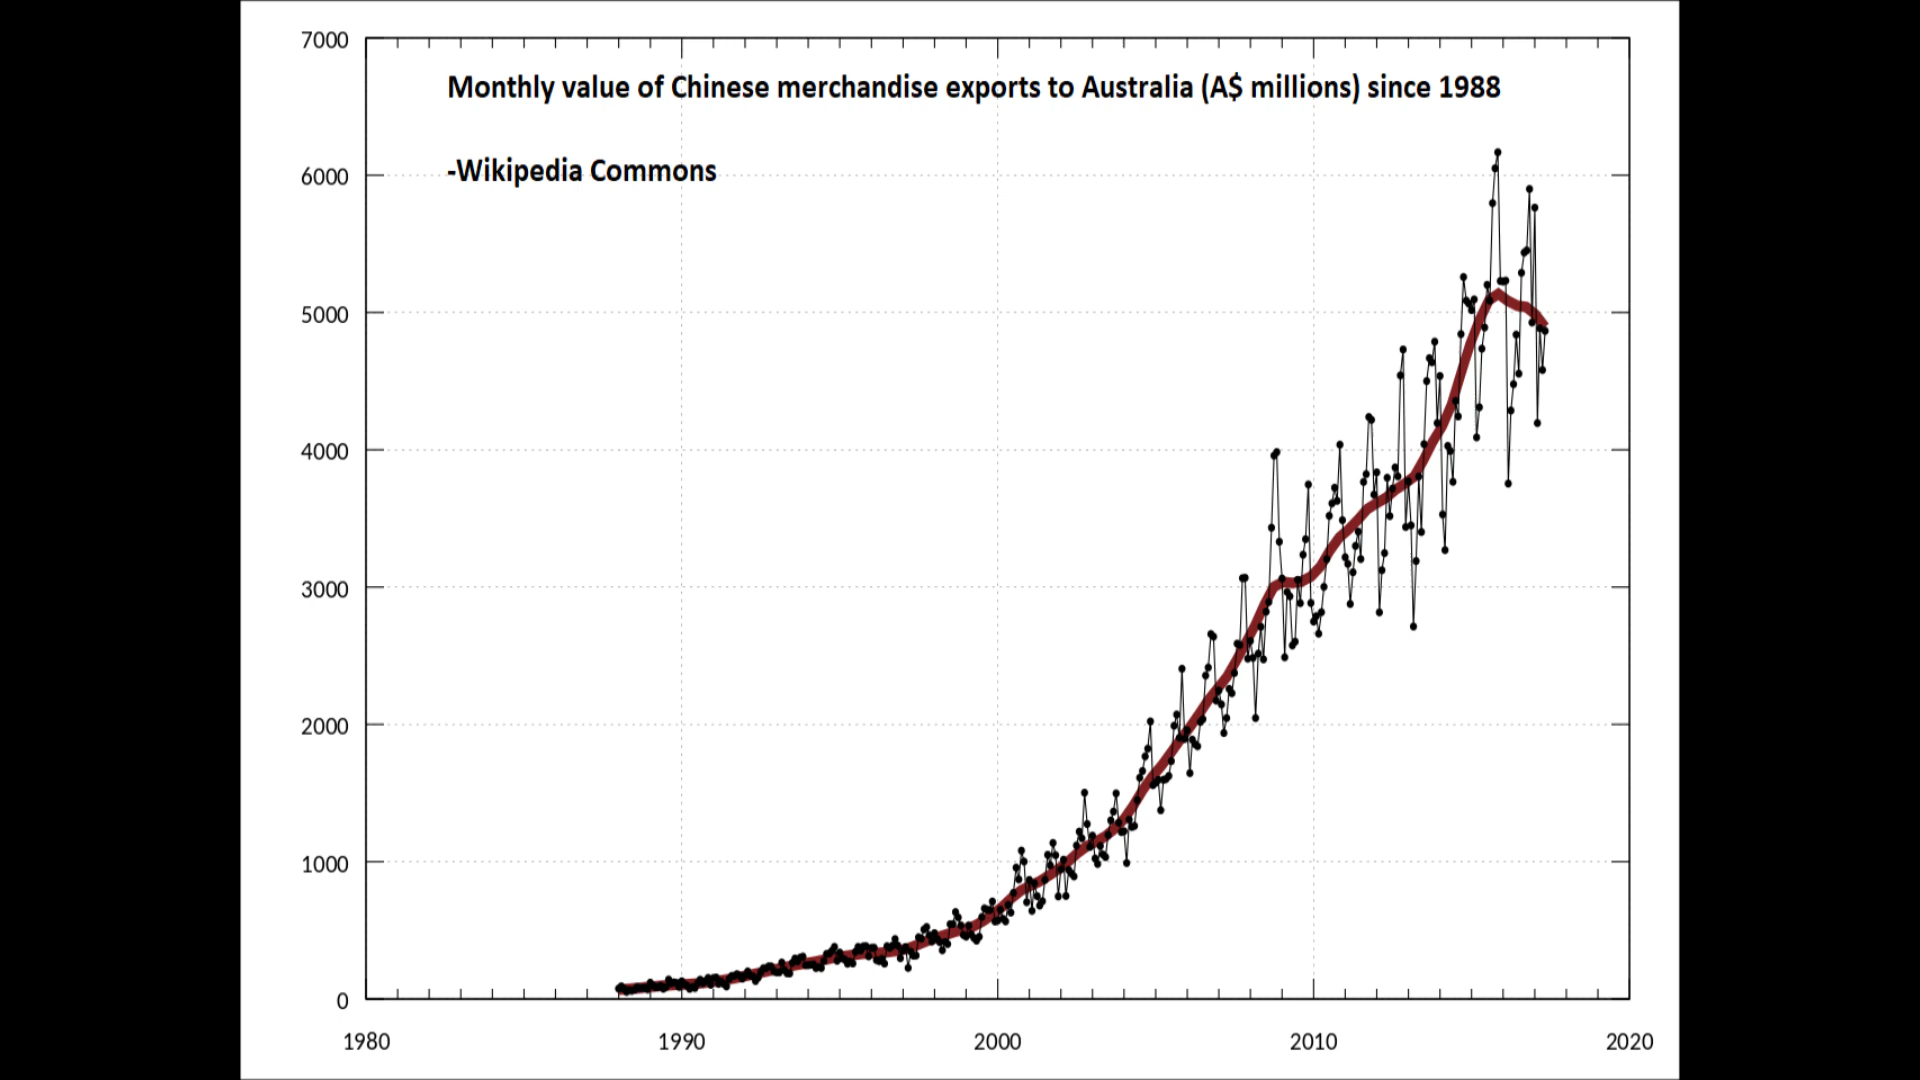 Monthly value of Chinese merchandise exports to Australia (A$ millions) since 1988
-Wikipedia Commons
7000
6000
5000
4000
3000
2000
1000
0
1980 1990 2000 2010 2020